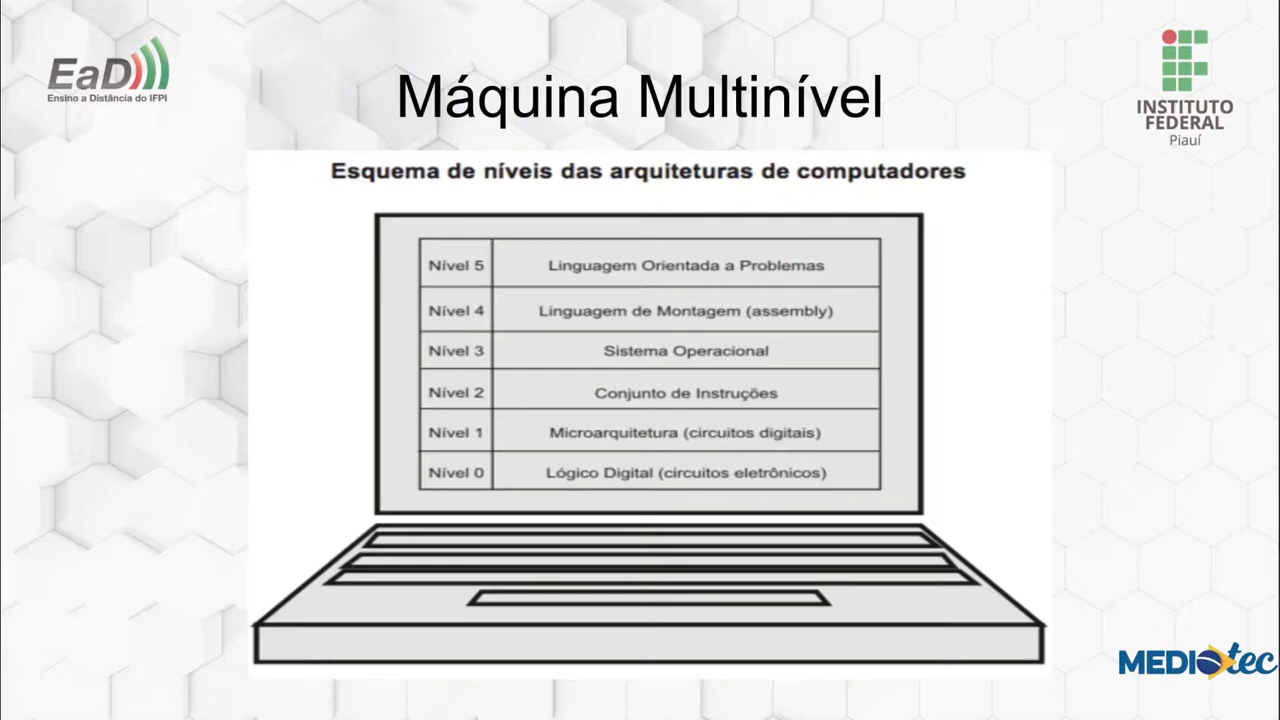 EaD
Ensino a Distância do IFPI
Máquina Multinível
INSTITUTO
FEDERAL
Piauí
Esquema de níveis das arquiteturas de computadores
Nível 5 Linguagem Orientada a Problemas
Nível 4 Linguagem de Montagem (assembly)
Nível 3 Sistema Operacional
Nível 2 Conjunto de Instruções
Nível 1 Microarquitetura (circuitos digitais)
Nível 0 Lógico Digital (circuitos eletrônicos)
MEDIOtec